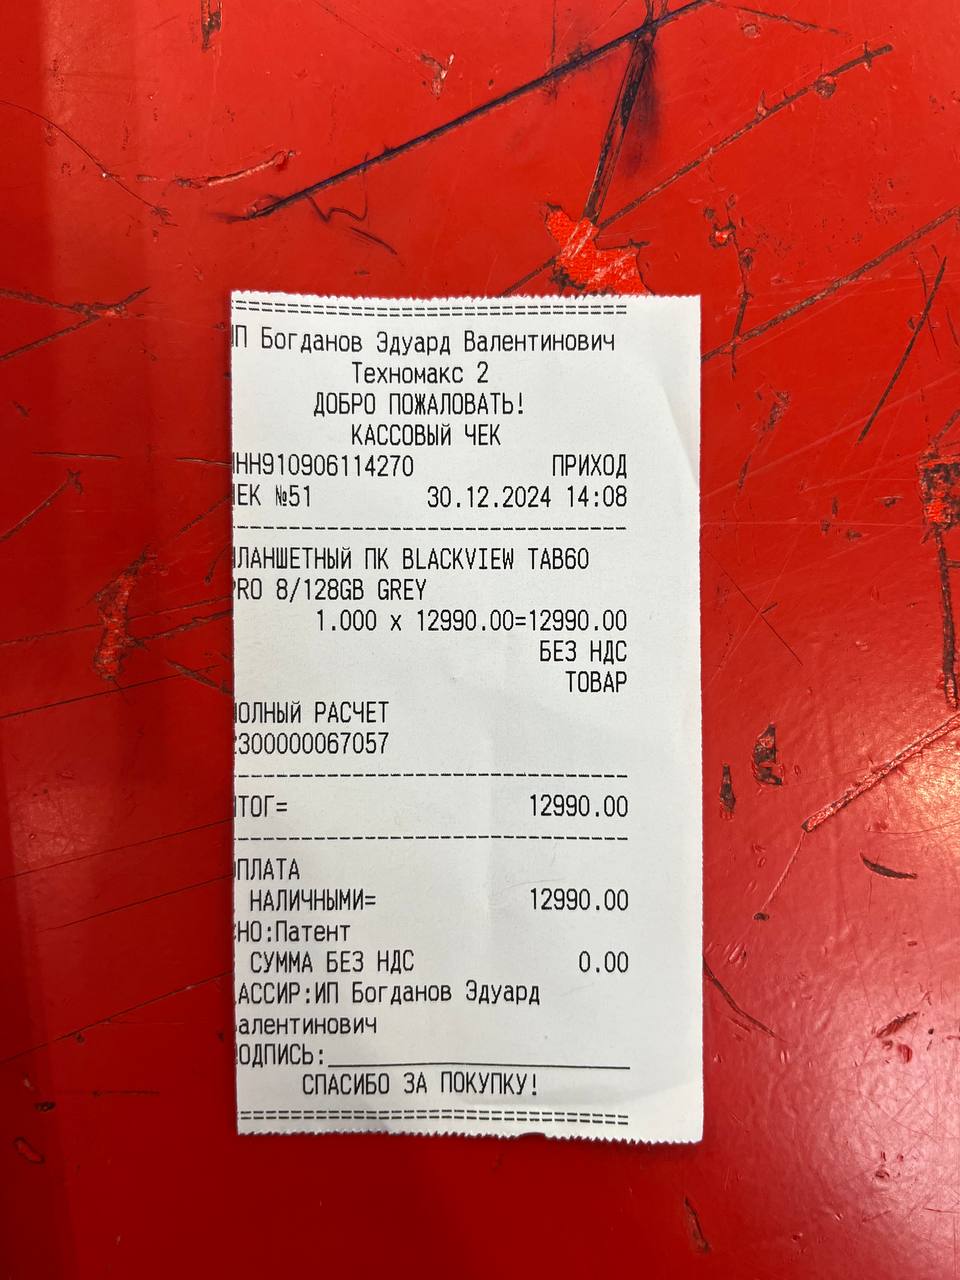 ИП Богданов Эдуард Валентинович
Техномакс 2
ДОБРО ПОЖАЛОВАТЬ!
КАССОВЫЙ ЧЕК
ИНН910906114270 ПРИХОД
ЧЕК №51 30.12.2024 14:08
ПЛАНШЕТНЫЙ ПК BLACKVIEW TAB60
PRO 8/128GB GREY
1.000 x 12990.00=12990.00
БЕЗ НДС
ТОВАР
ПОЛНЫЙ РАСЧЕТ
2300000067057
ИТОГ= 12990.00
ОПЛАТА
НАЛИЧНЫМИ= 12990.00
СНО:Патент
СУММА БЕЗ НДС 0.00
КАССИР:ИП Богданов Эдуард
Валентинович
ПОДПИСЬ:
СПАСИБО ЗА ПОКУПКУ!